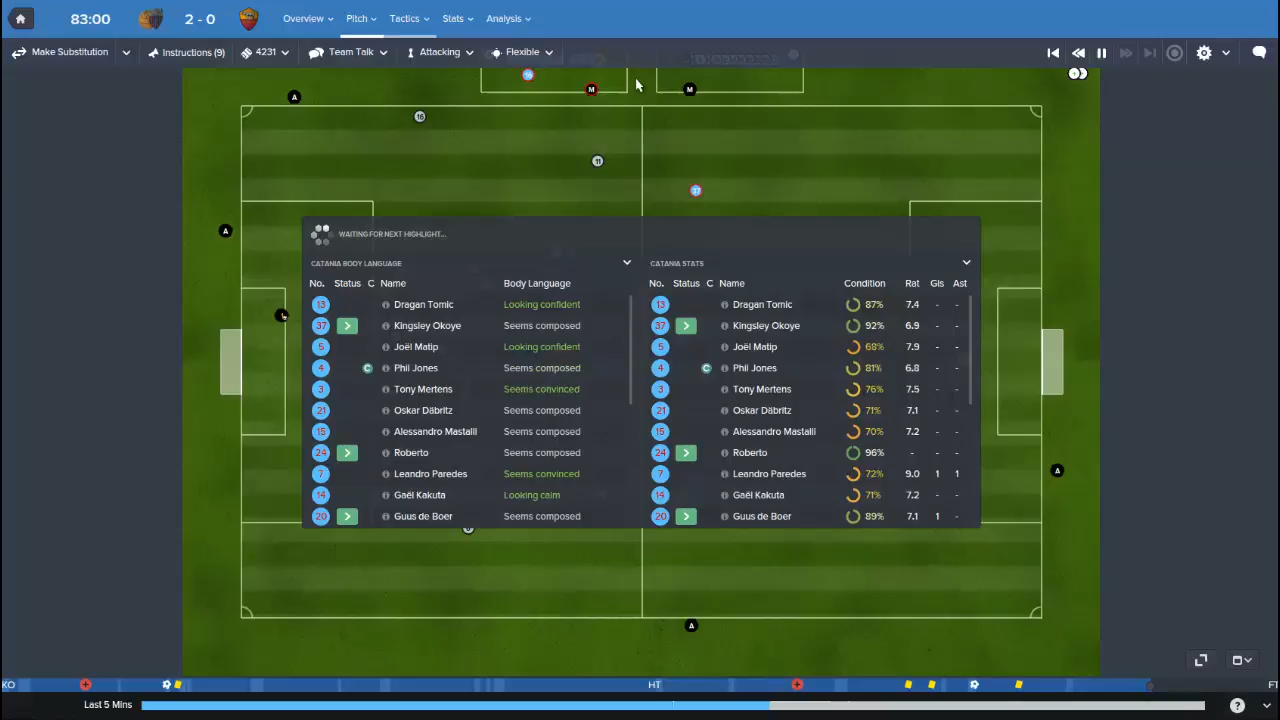 83:00 2 - 0 Overview Pitch Tactics Stats Analysis
Make Substitution Instructions (9) 4231 Team Talk Attacking Flexible
M M
A
16
11
37
A
WAITING FOR NEXT HIGHLIGHT...
CATANIA BODY LANGUAGE CATANIA STATS
No. Status C Name Body Language No. Status C Name Condition Rat Gls Ast
13 Dragan Tomic Looking confident 13 Dragan Tomic 87% 7.4 - -
37 Kingsley Okoye Seems composed 37 Kingsley Okoye 92% 6.9 - -
5 Joël Matip Looking confident 5 Joël Matip 68% 7.9 - -
4 C Phil Jones Seems composed 4 C Phil Jones 81% 6.8 - -
3 Tony Mertens Seems convinced 3 Tony Mertens 76% 7.5 - -
21 Oskar Däbritz Seems composed 21 Oskar Däbritz 71% 7.1 - -
15 Alessandro Mastalli Seems composed 15 Alessandro Mastalli 70% 7.2 - -
24 Roberto Seems composed 24 Roberto 96% - - -
7 Leandro Paredes Seems convinced 7 Leandro Paredes 72% 9.0 1 1
14 Gaël Kakuta Looking calm 14 Gaël Kakuta 71% 7.2 - -
20 Guus de Boer Seems composed 20 Guus de Boer 89% 7.1 1 -
A
A
KO HT FT
Last 5 Mins ?